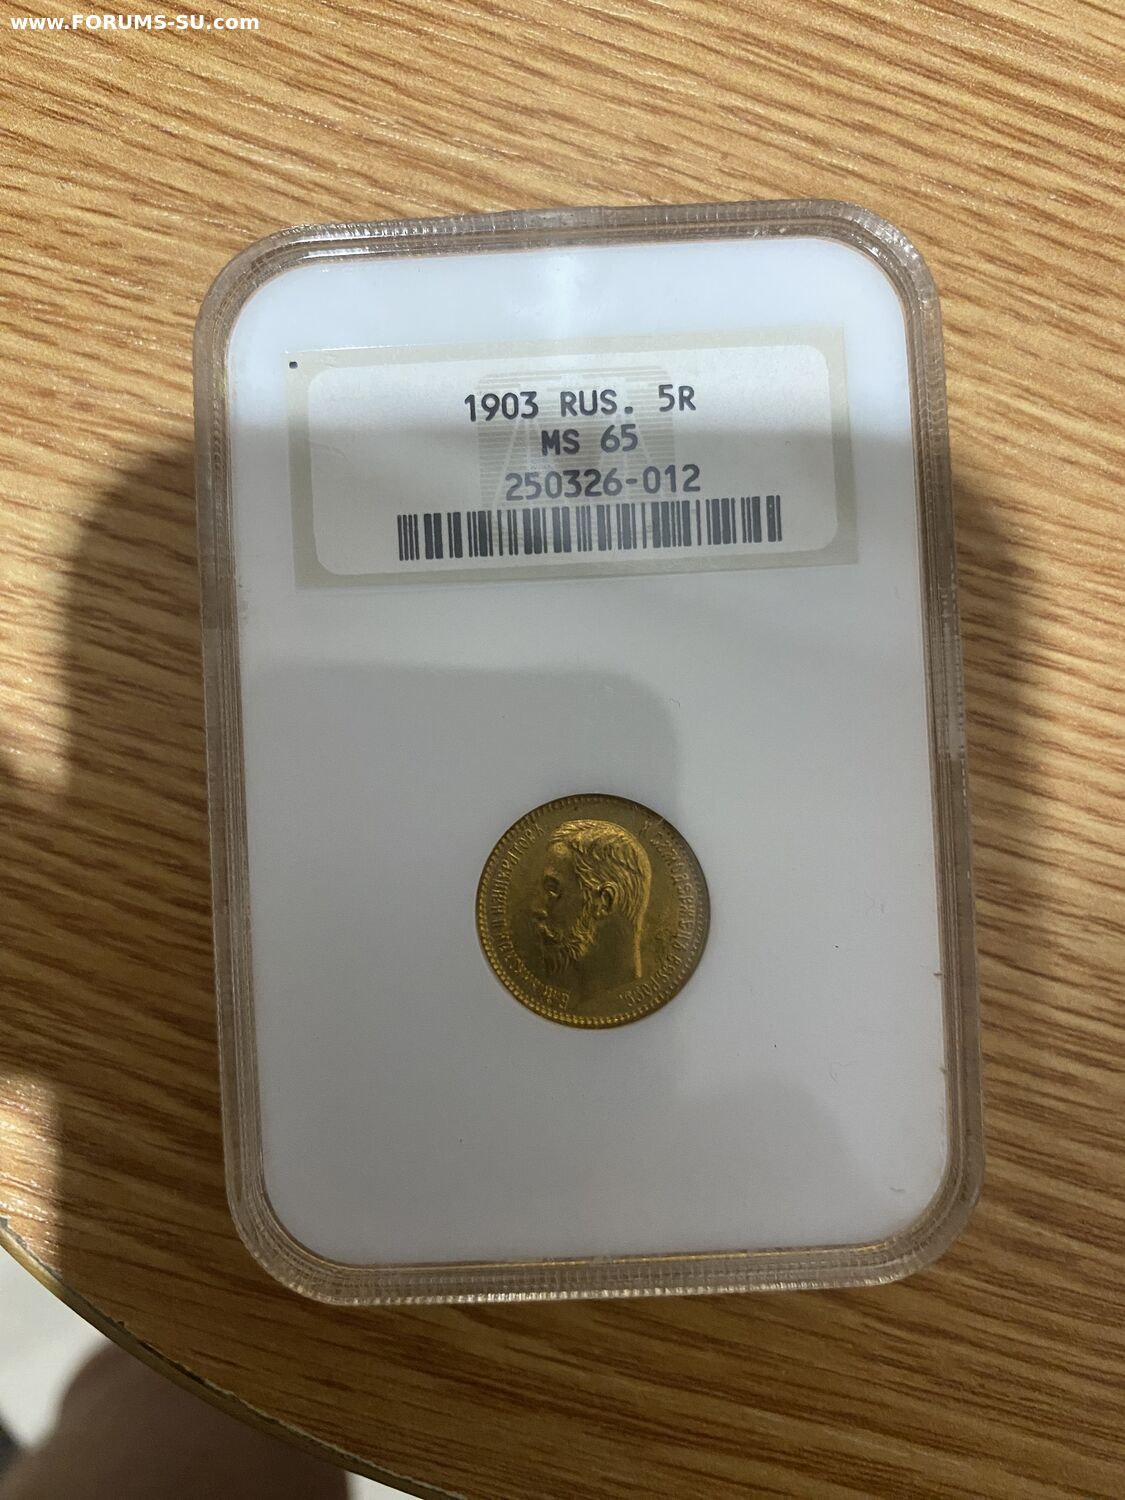 www.FORUMS-SU.com
1903 RUS. 5R
MS 65
250326-012